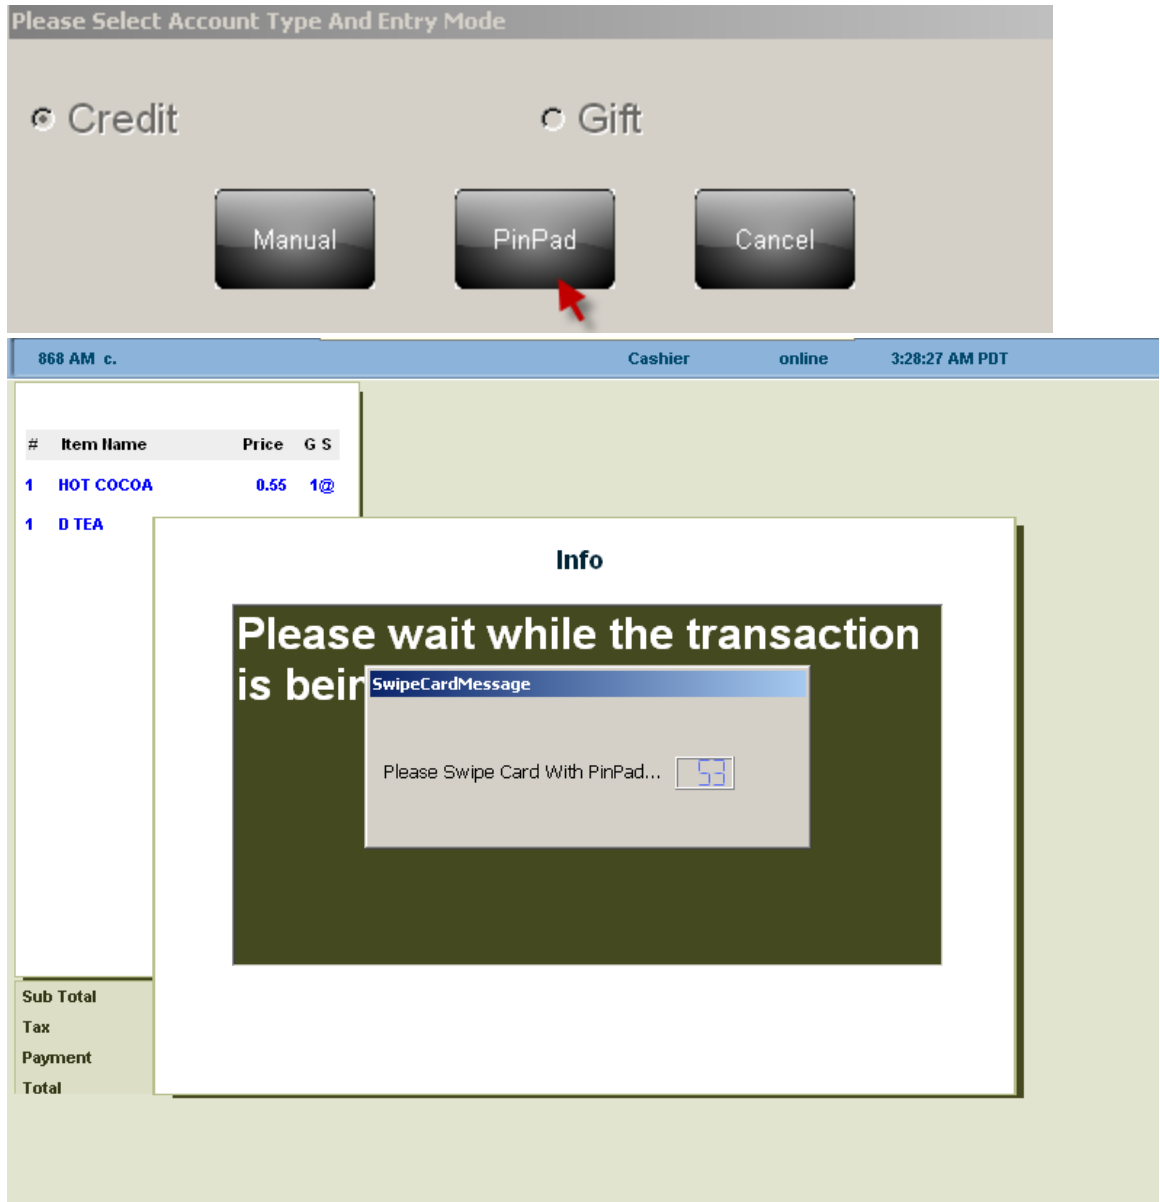 Please Select Account Type And Entry Mode
Credit Gift
Manual PinPad Cancel
868 AM c. Cashier online 3:28:27 AM PDT
# Item Name Price G S
1 HOT COCOA 0.55 1@
1 D TEA
Info
Please wait while the transaction
is bein
SwipeCardMessage
Please Swipe Card With PinPad... 53
Sub Total
Tax
Payment
Total